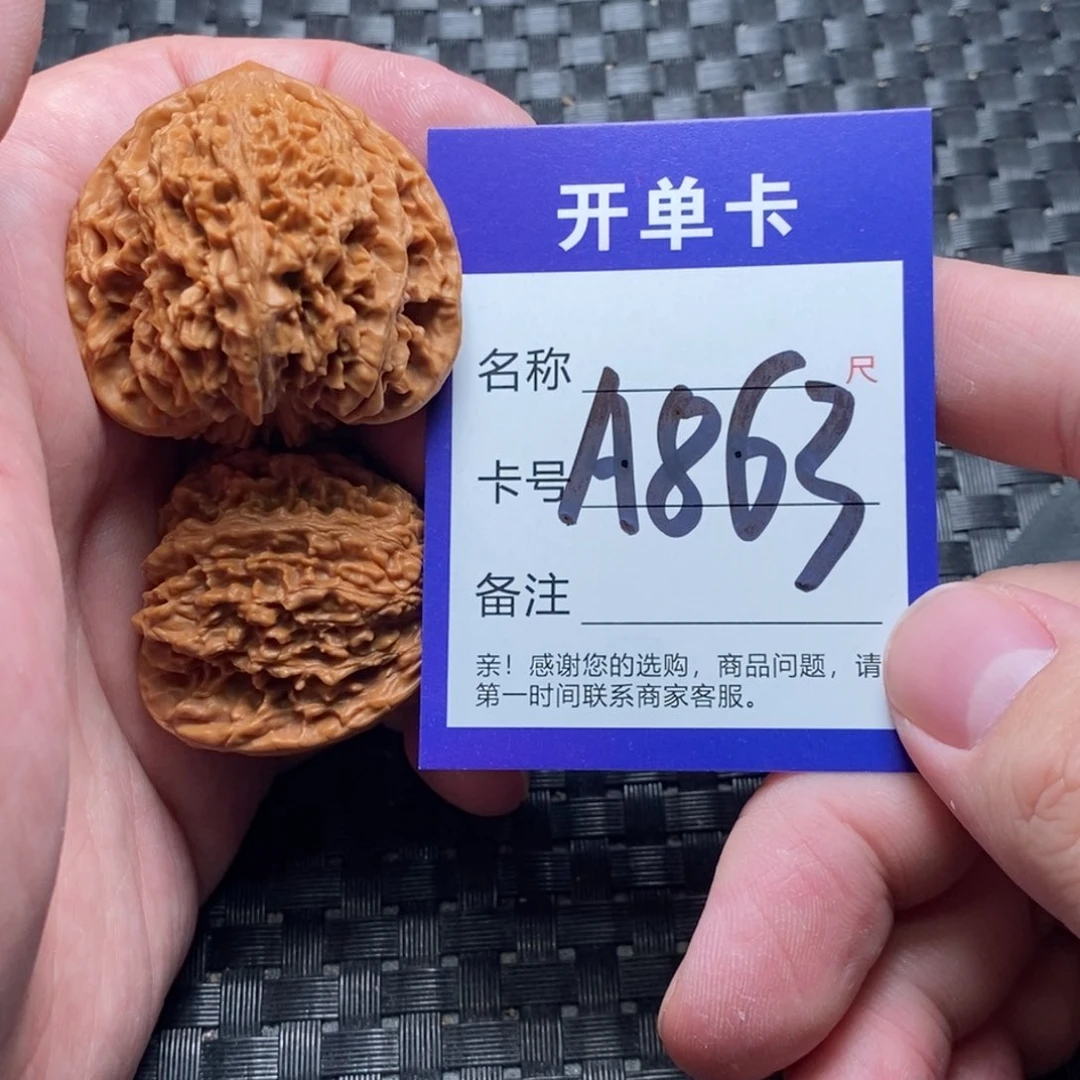 开单卡
名称 尺
A863
卡号
备注
亲！感谢您的选购，商品问题，请
第一时间联系商家客服。